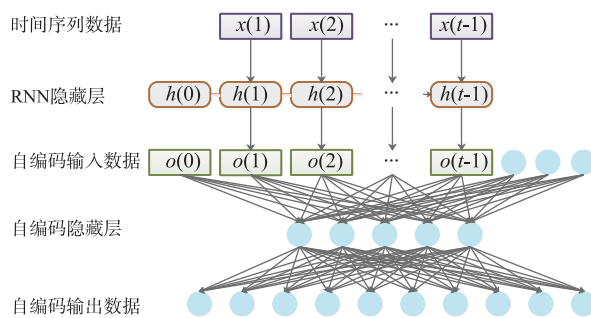 时间序列数据 x(1) x(2) ... x(t-1)
RNN隐藏层 h(0) h(1) h(2) ... h(t-1)
自编码输入数据 o(0) o(1) o(2) ... o(t-1)
自编码隐藏层
自编码输出数据